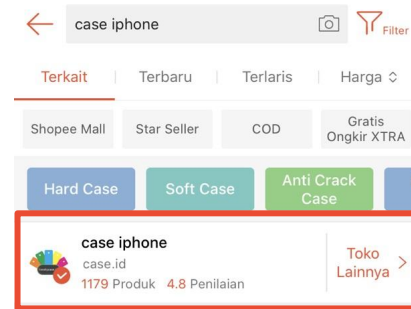 case iphone
Filter
Terkait
Terbaru
Terlaris
Harga
Shopee Mall
Star Seller
COD
Gratis
Ongkir XTRA
Hard Case
Soft Case
Anti Crack
Case
case iphone
case.id
1179 Produk 4.8 Penilaian
Toko
Lainnya